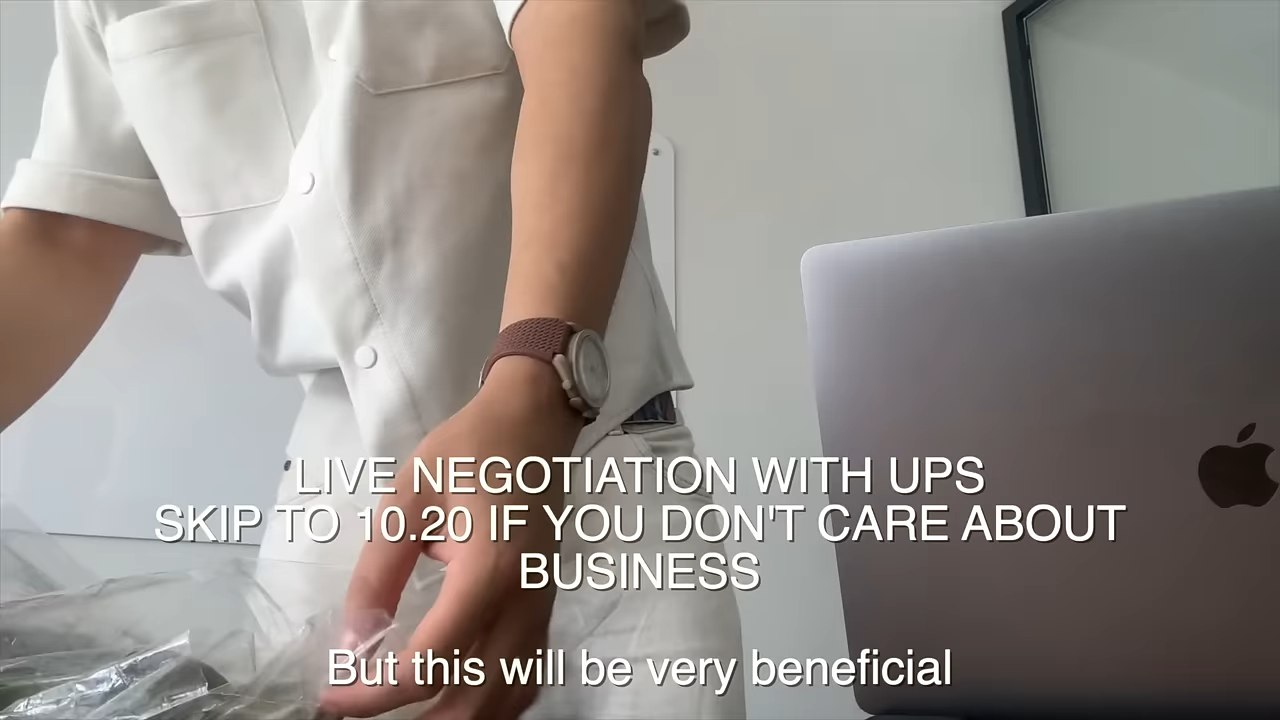 LIVE NEGOTIATION WITH UPS
SKIP TO 10.20 IF YOU DON'T CARE ABOUT
BUSINESS
But this will be very beneficial